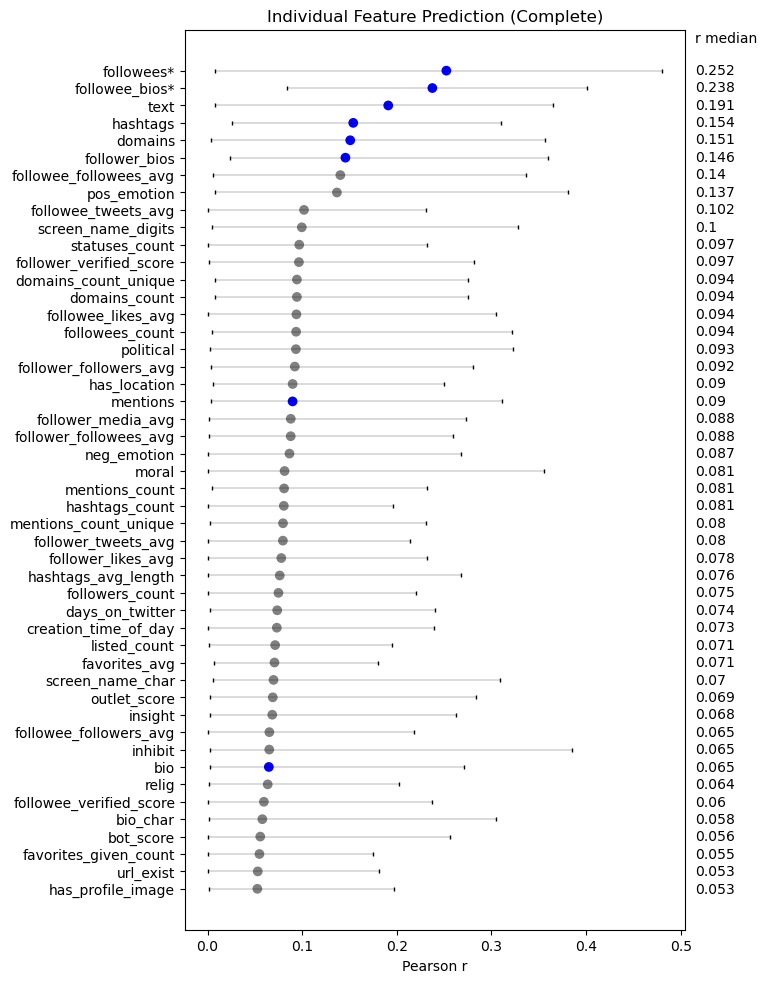 Individual Feature Prediction (Complete)
r median
followees* 0.252
followee_bios* 0.238
text 0.191
hashtags 0.154
domains 0.151
follower_bios 0.146
followee_followees_avg 0.14
pos_emotion 0.137
followee_tweets_avg 0.102
screen_name_digits 0.1
statuses_count 0.097
follower_verified_score 0.097
domains_count_unique 0.094
domains_count 0.094
followee_likes_avg 0.094
followees_count 0.094
political 0.093
follower_followers_avg 0.092
has_location 0.09
mentions 0.09
follower_media_avg 0.088
follower_followees_avg 0.088
neg_emotion 0.087
moral 0.081
mentions_count 0.081
hashtags_count 0.081
mentions_count_unique 0.08
follower_tweets_avg 0.08
follower_likes_avg 0.078
hashtags_avg_length 0.076
followers_count 0.075
days_on_twitter 0.074
creation_time_of_day 0.073
listed_count 0.071
favorites_avg 0.071
screen_name_char 0.07
outlet_score 0.069
insight 0.068
followee_followers_avg 0.065
inhibit 0.065
bio 0.065
relig 0.064
followee_verified_score 0.06
bio_char 0.058
bot_score 0.056
favorites_given_count 0.055
url_exist 0.053
has_profile_image 0.053
0.0 0.1 0.2 0.3 0.4 0.5
Pearson r